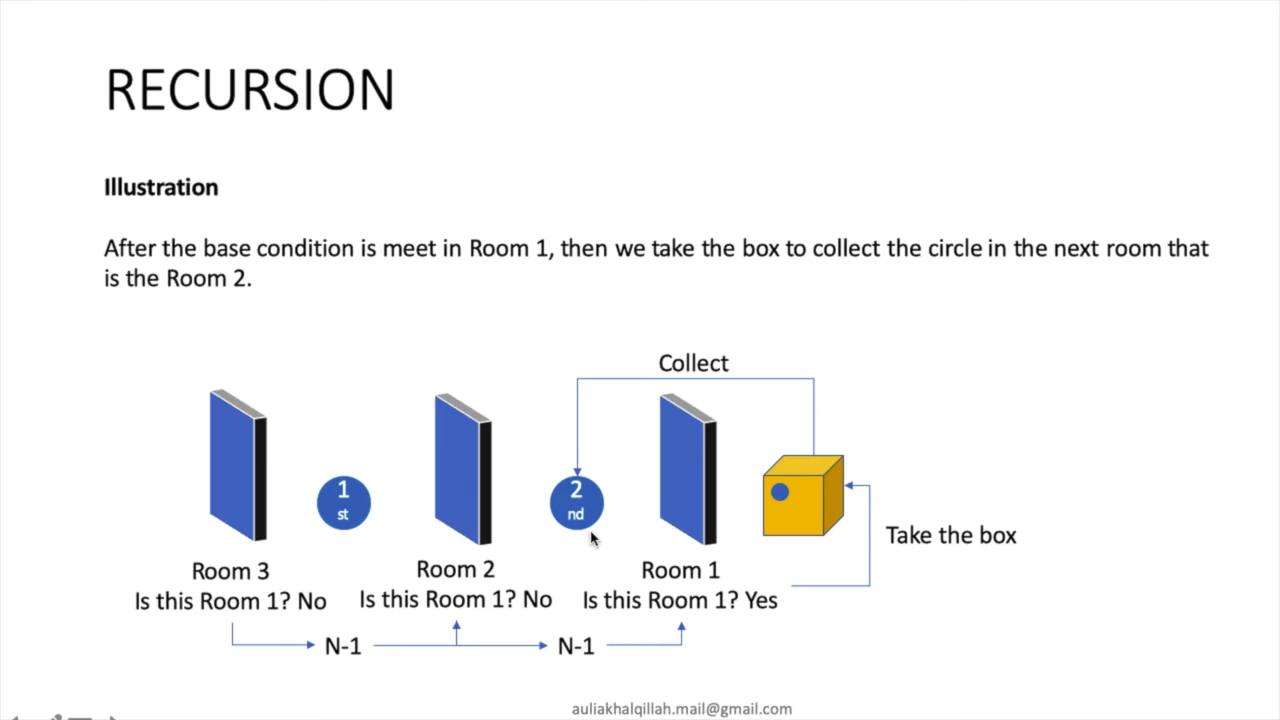 RECURSION
Illustration
After the base condition is meet in Room 1, then we take the box to collect the circle in the next room that
is the Room 2.
Collect
1
st
2
nd
Take the box
Room 3
Is this Room 1? No
Room 2
Is this Room 1? No
Room 1
Is this Room 1? Yes
N-1
N-1
auliakhalqillah.mail@gmail.com